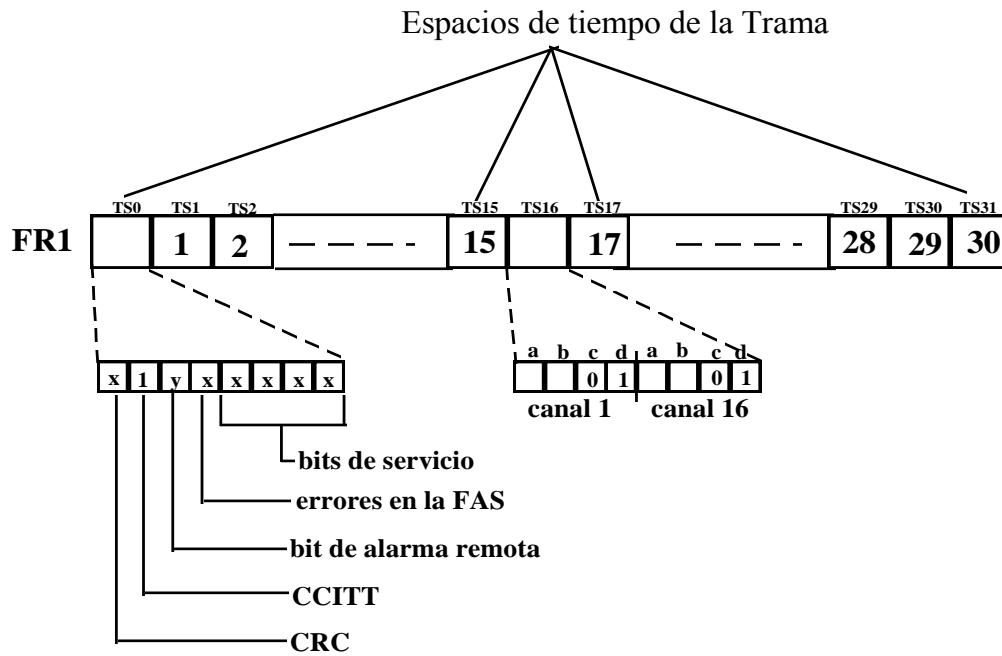 Espacios de tiempo de la Trama
TS0 TS1 TS2 TS15 TS16 TS17 TS29 TS30 TS31
FR1 1 2 15 17 28 29 30
a b c d a b c d
x 1 y x x x x x
0 1 0 1
canal 1 canal 16
bits de servicio
errores en la FAS
bit de alarma remota
CCITT
CRC